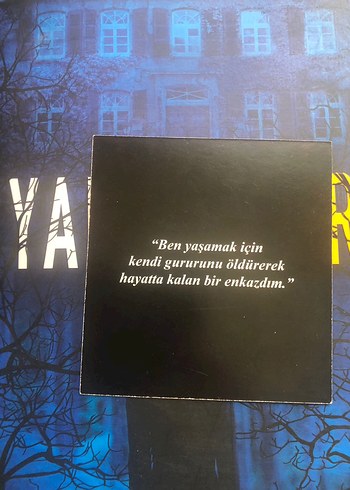 “Ben yaşamak için
kendi gururunu öldürerek
hayatta kalan bir enkazdım.”